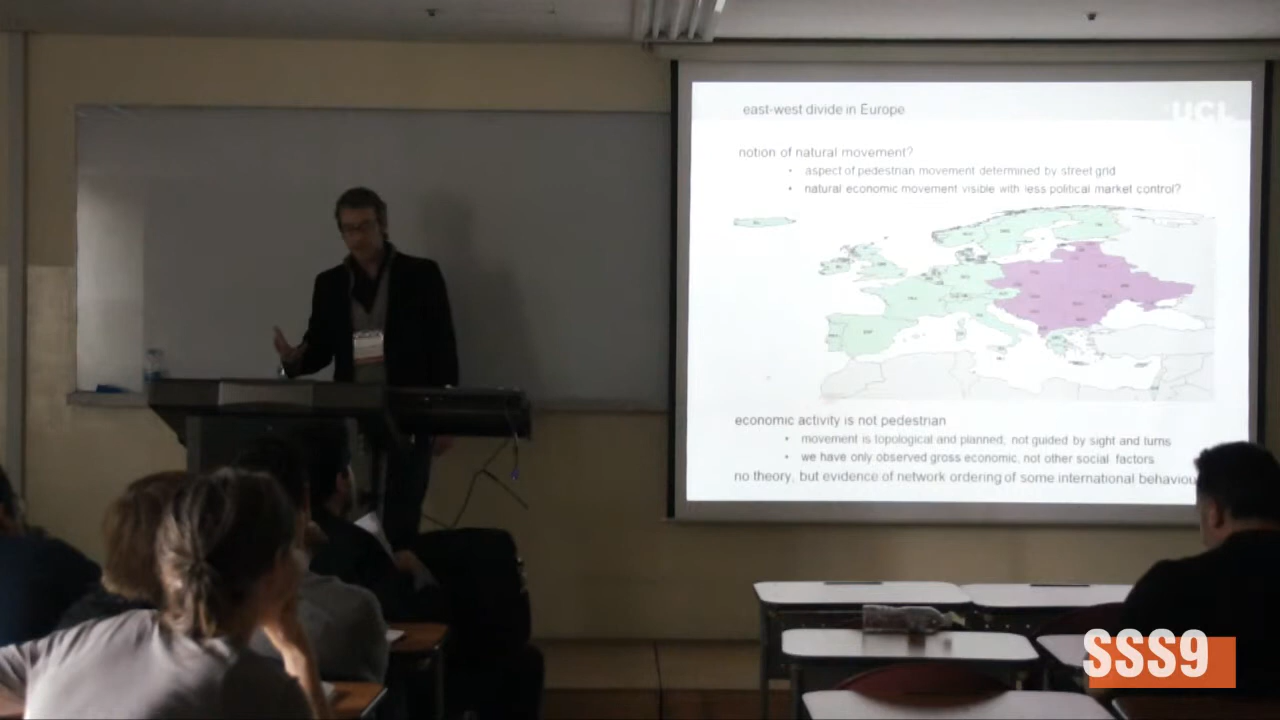 east-west divide in Europe
UCL
notion of natural movement?
• aspect of pedestrian movement determined by street grid
• natural economic movement visible with less political market control?
economic activity is not pedestrian
• movement is topological and planned, not guided by sight and turns
• we have only observed gross economic, not other social factors
no theory, but evidence of network ordering of some international behaviou
SSS9